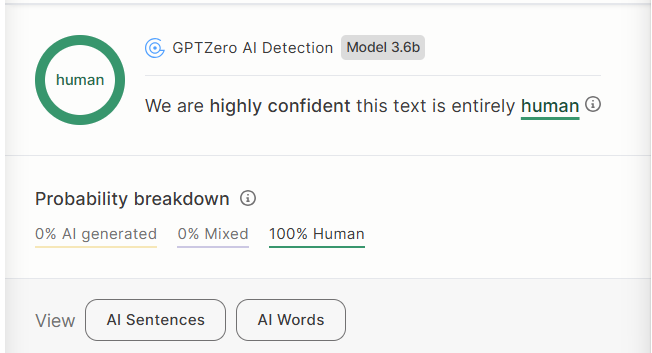 human
GPTZero AI Detection Model 3.6b
We are highly confident this text is entirely human
Probability breakdown
0% AI generated 0% Mixed 100% Human
View AI Sentences AI Words